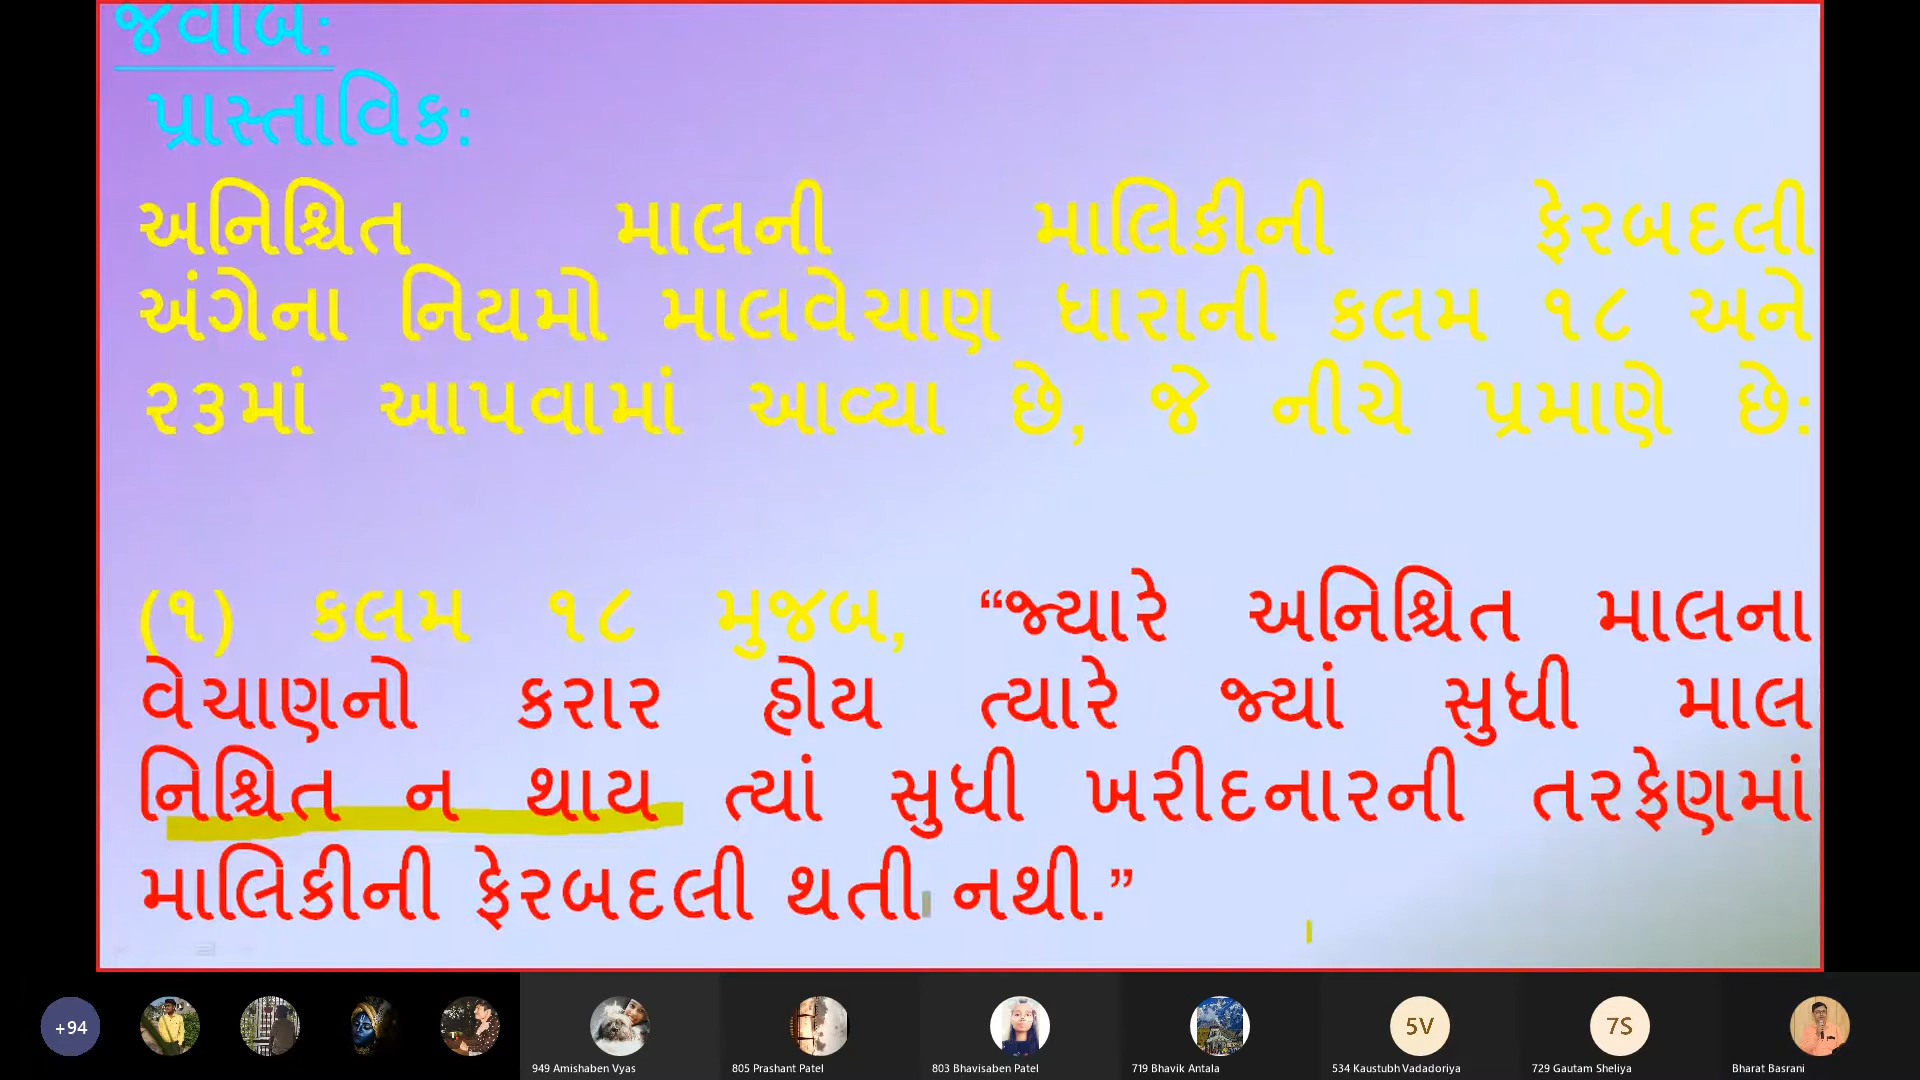 જવાબ:
પ્રાસ્તાવિક:
અનિશ્ચિત માલની માલિકીની ફેરબદલી
અંગેના નિયમો માલવેચાણ ધારાની કલમ ૧૮ અને
૨૩માં આપવામાં આવ્યા છે, જે નીચે પ્રમાણે છે:
(૧) કલમ ૧૮ મુજબ, “જ્યારે અનિશ્ચિત માલના
વેચાણનો કરાર હોય ત્યારે જ્યાં સુધી માલ
નિશ્ચિત ન થાય ત્યાં સુધી ખરીદનારની તરફેણમાં
માલિકીની ફેરબદલી થતી નથી.”
+94
5V
7S
949 Amishaben Vyas
805 Prashant Patel
803 Bhavisaben Patel
719 Bhavik Antala
534 Kaustubh Vadadoriya
729 Gautam Sheliya
Bharat Basrani